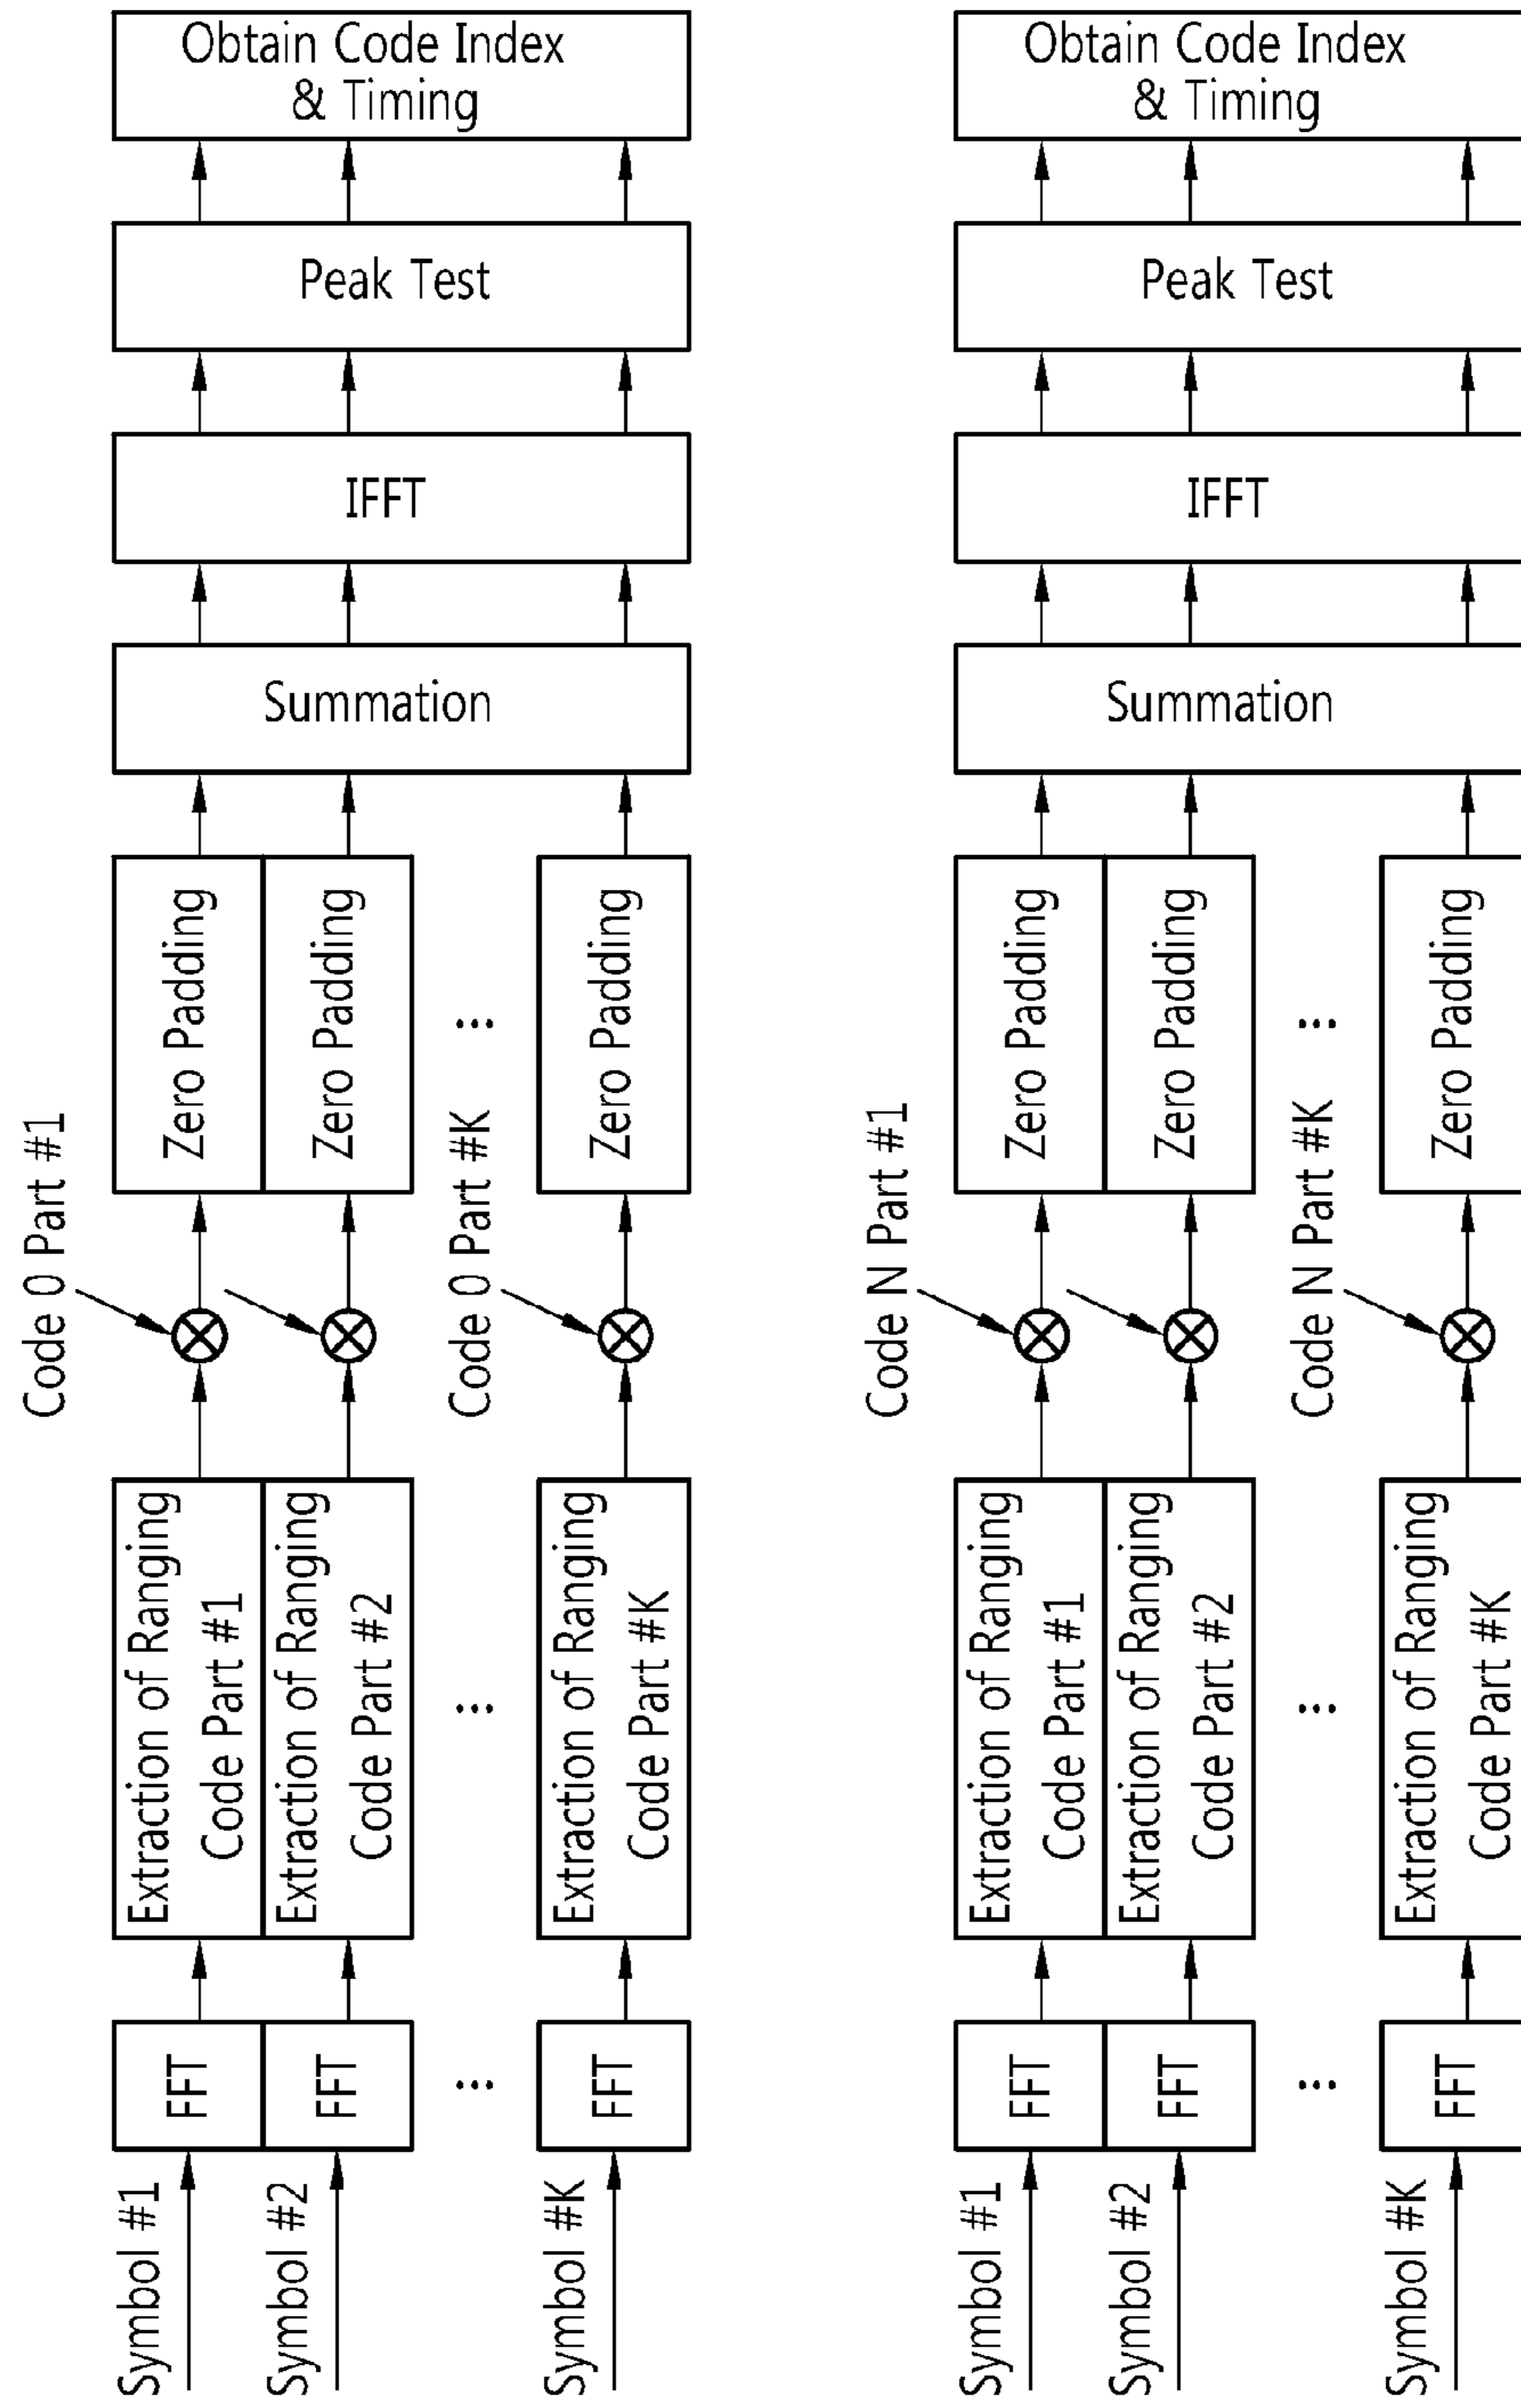 Obtain Code Index
& Timing
Peak Test
IFFT
Summation
Zero Padding
Zero Padding
...
Zero Padding
Code 0 Part #1
Code 0 Part #K
Extraction of Ranging
Code Part #1
Extraction of Ranging
Code Part #2
...
Extraction of Ranging
Code Part #K
FFT
FFT
...
FFT
Symbol #1
Symbol #2
Symbol #K
Obtain Code Index
& Timing
Peak Test
IFFT
Summation
Zero Padding
Zero Padding
...
Zero Padding
Code N Part #1
Code N Part #K
Extraction of Ranging
Code Part #1
Extraction of Ranging
Code Part #2
...
Extraction of Ranging
Code Part #K
FFT
FFT
...
FFT
Symbol #1
Symbol #2
Symbol #K